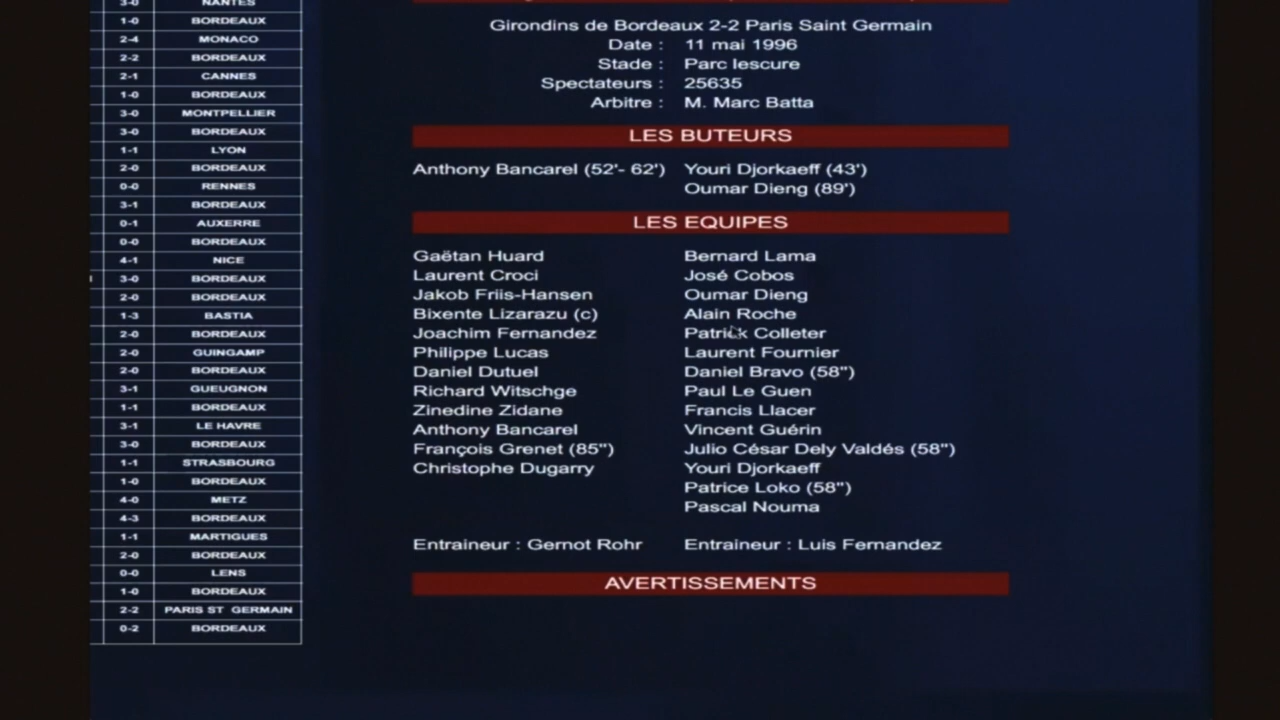 3-0 NANTES
1-0 BORDEAUX
2-4 MONACO
2-2 BORDEAUX
2-1 CANNES
1-0 BORDEAUX
3-0 MONTPELLIER
3-0 BORDEAUX
1-1 LYON
2-0 BORDEAUX
0-0 RENNES
3-1 BORDEAUX
0-1 AUXERRE
0-0 BORDEAUX
4-1 NICE
3-0 BORDEAUX
2-0 BORDEAUX
1-3 BASTIA
2-0 BORDEAUX
2-0 GUINGAMP
2-0 BORDEAUX
3-1 GUEUGNON
1-1 BORDEAUX
3-1 LE HAVRE
3-0 BORDEAUX
1-1 STRASBOURG
1-0 BORDEAUX
4-0 METZ
4-3 BORDEAUX
1-1 MARTIGUES
2-0 BORDEAUX
0-0 LENS
1-0 BORDEAUX
2-2 PARIS ST GERMAIN
0-2 BORDEAUX
Girondins de Bordeaux 2-2 Paris Saint Germain
Date : 11 mai 1996
Stade : Parc lescure
Spectateurs : 25635
Arbitre : M. Marc Batta
LES BUTEURS
Anthony Bancarel (52'- 62') Youri Djorkaeff (43')
Oumar Dieng (89')
LES EQUIPES
Gaëtan Huard Bernard Lama
Laurent Croci José Cobos
Jakob Friis-Hansen Oumar Dieng
Bixente Lizarazu (c) Alain Roche
Joachim Fernandez Patrick Colleter
Philippe Lucas Laurent Fournier
Daniel Dutuel Daniel Bravo (58'')
Richard Witschge Paul Le Guen
Zinedine Zidane Francis Llacer
Anthony Bancarel Vincent Guérin
François Grenet (85'') Julio César Dely Valdés (58'')
Christophe Dugarry Youri Djorkaeff
Patrice Loko (58'')
Pascal Nouma
Entraineur : Gernot Rohr Entraineur : Luis Fernandez
AVERTISSEMENTS